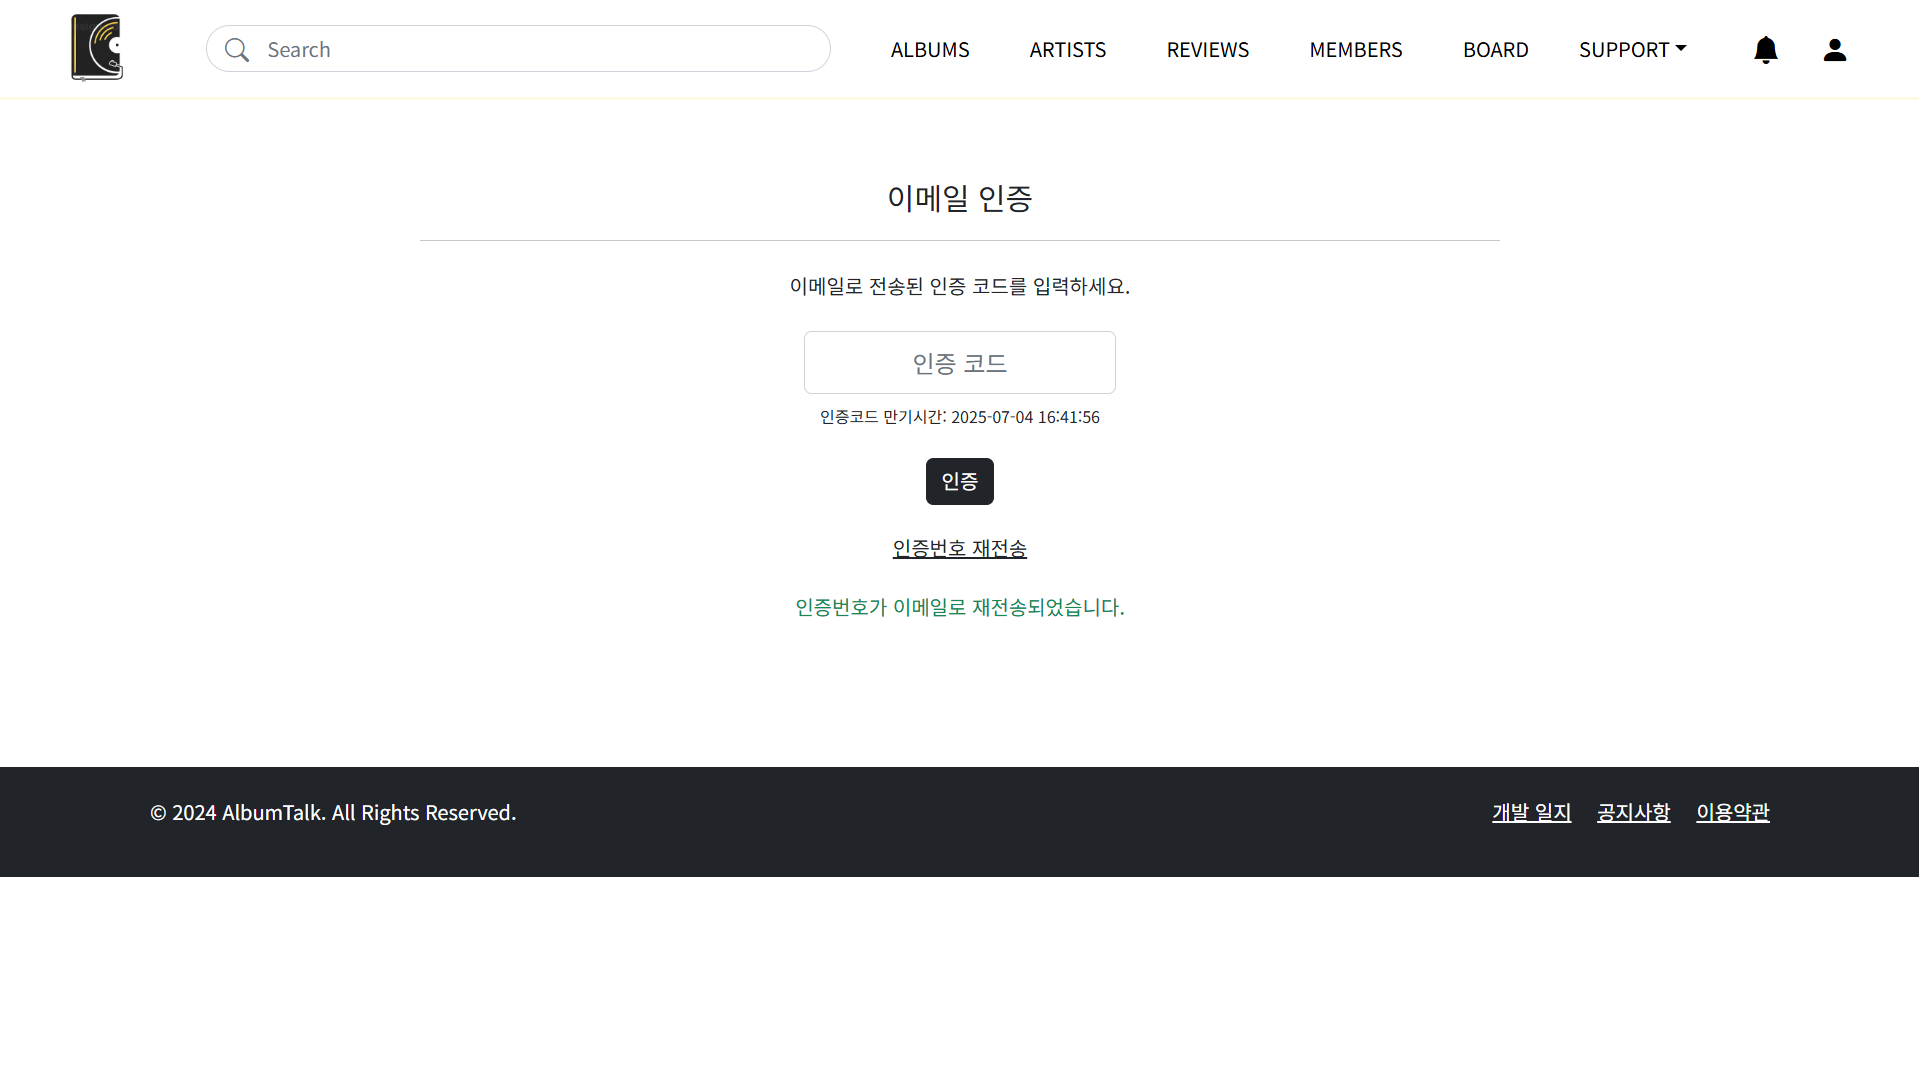 Search
ALBUMS
ARTISTS
REVIEWS
MEMBERS
BOARD
SUPPORT
이메일 인증
이메일로 전송된 인증 코드를 입력하세요.
인증 코드
인증코드 만기시간: 2025-07-04 16:41:56
인증
인증번호 재전송
인증번호가 이메일로 재전송되었습니다.
© 2024 AlbumTalk. All Rights Reserved.
개발 일지
공지사항
이용약관